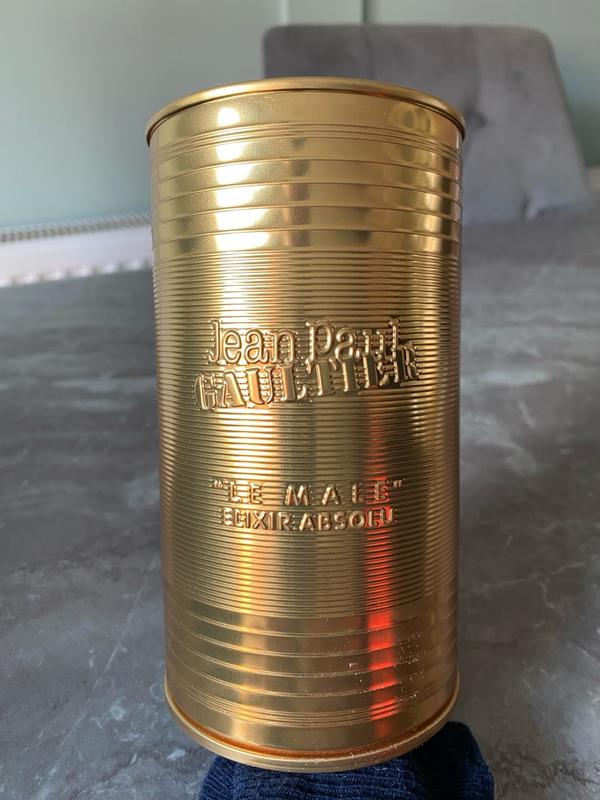 Jean Paul
GAULTIER
"LE MALE"
ELIXIR ABSOLU